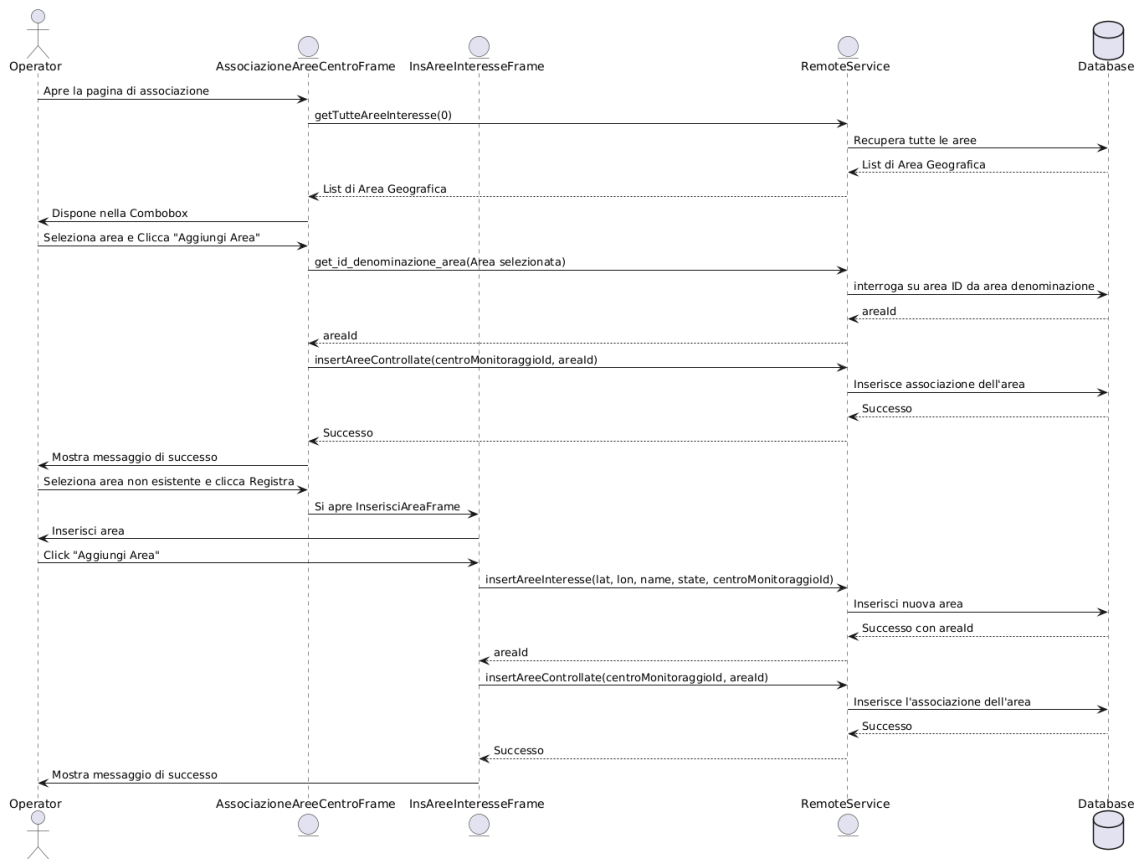 Operator
AssociazioneAreeCentroFrame
InsAreeInteresseFrame
RemoteService
Database
Apre la pagina di associazione
getTutteAreeInteresse(0)
Recupera tutte le aree
List di Area Geografica
List di Area Geografica
Dispone nella Combobox
Seleziona area e Clicca "Aggiungi Area"
get_id_denominazione_area(Area selezionata)
interroga su area ID da area denominazione
areaId
areaId
insertAreeControllate(centroMonitoraggioId, areaId)
Inserisce associazione dell'area
Successo
Successo
Mostra messaggio di successo
Seleziona area non esistente e clicca Registra
Si apre InserisciAreaFrame
Inserisci area
Click "Aggiungi Area"
insertAreeInteresse(lat, lon, name, state, centroMonitoraggioId)
Inserisci nuova area
Successo con areaId
areaId
insertAreeControllate(centroMonitoraggioId, areaId)
Inserisce l'associazione dell'area
Successo
Successo
Mostra messaggio di successo
Operator
AssociazioneAreeCentroFrame
InsAreeInteresseFrame
RemoteService
Database